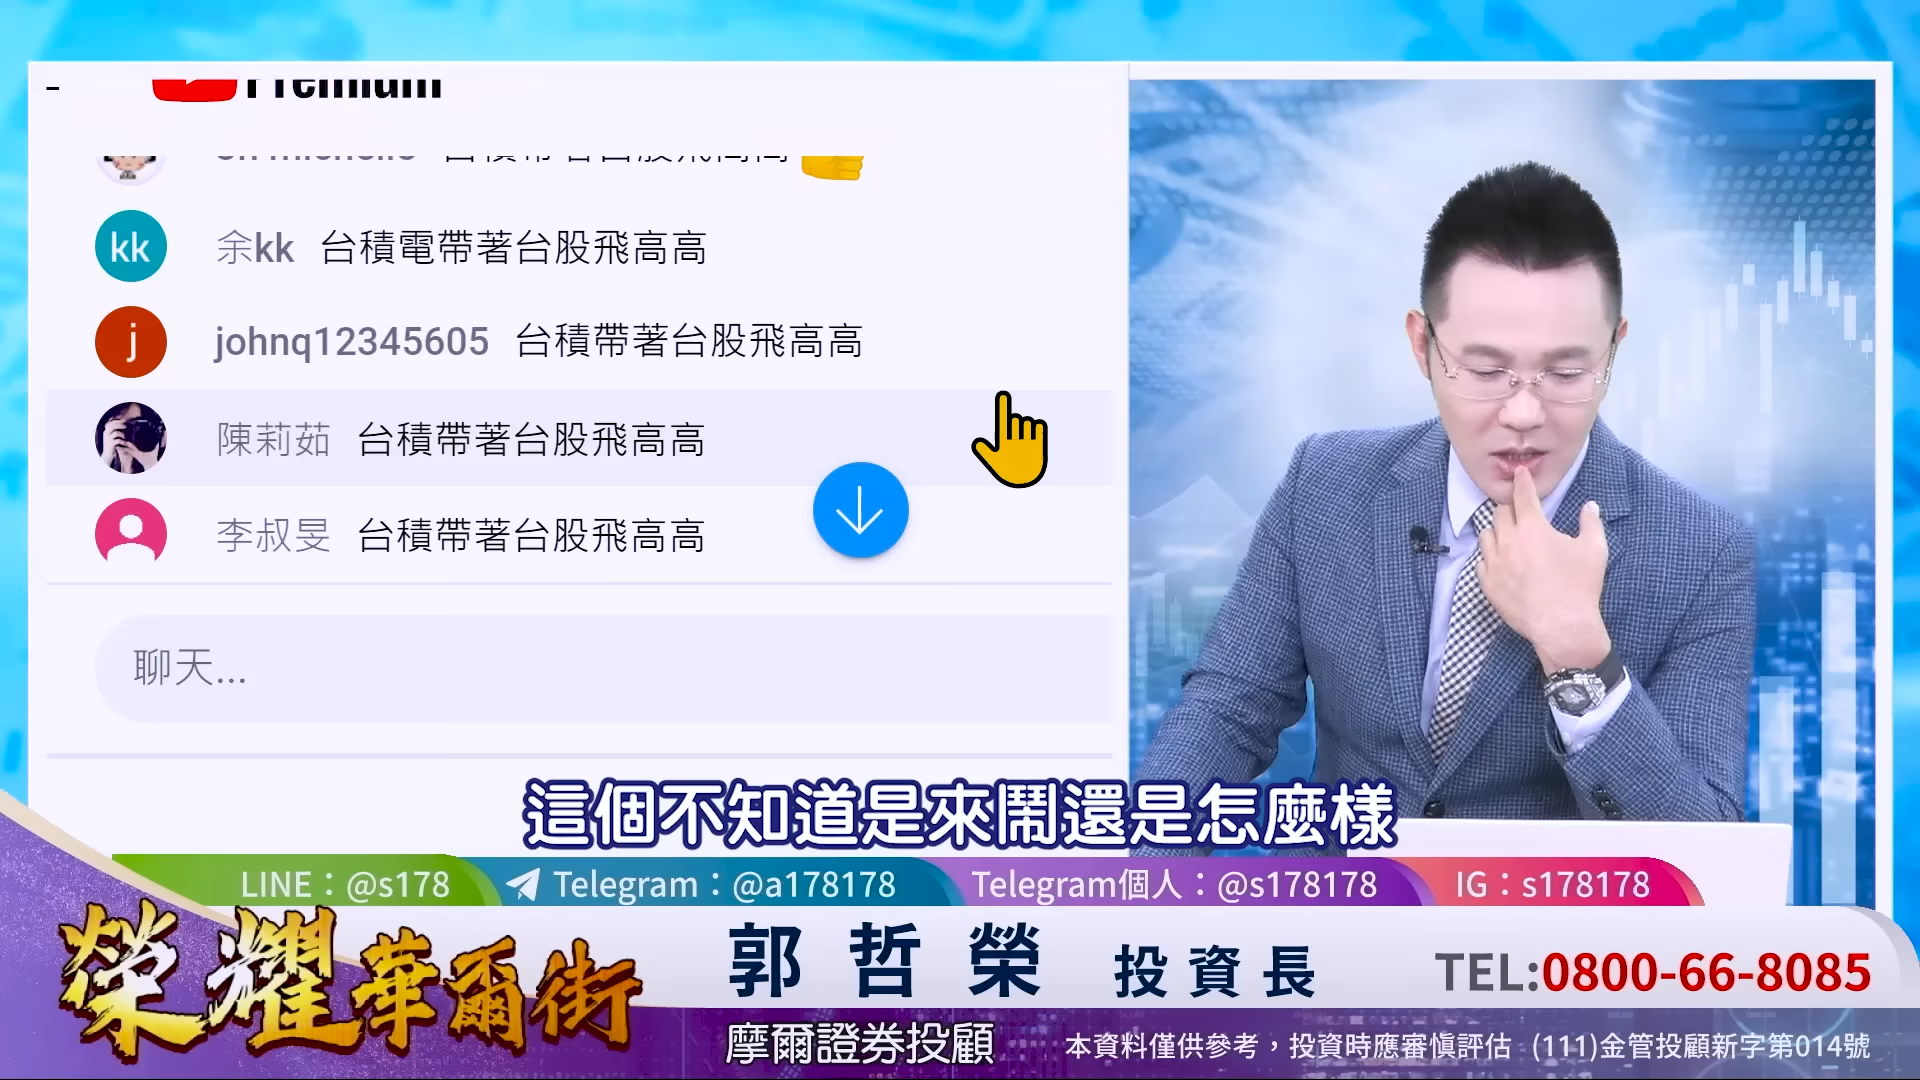 Premium
余kk 台積電帶著台股飛高高
johnq12345605 台積帶著台股飛高高
陳莉茹 台積帶著台股飛高高
李叔旻 台積帶著台股飛高高
聊天...
這個不知道是來鬧還是怎麼樣
LINE：@s178 Telegram：@a178178 Telegram個人：@s178178 IG：s178178
榮耀華爾街
郭哲榮 投資長 TEL:0800-66-8085
摩爾證券投顧 本資料僅供參考，投資時應審慎評估 (111)金管投顧新字第014號